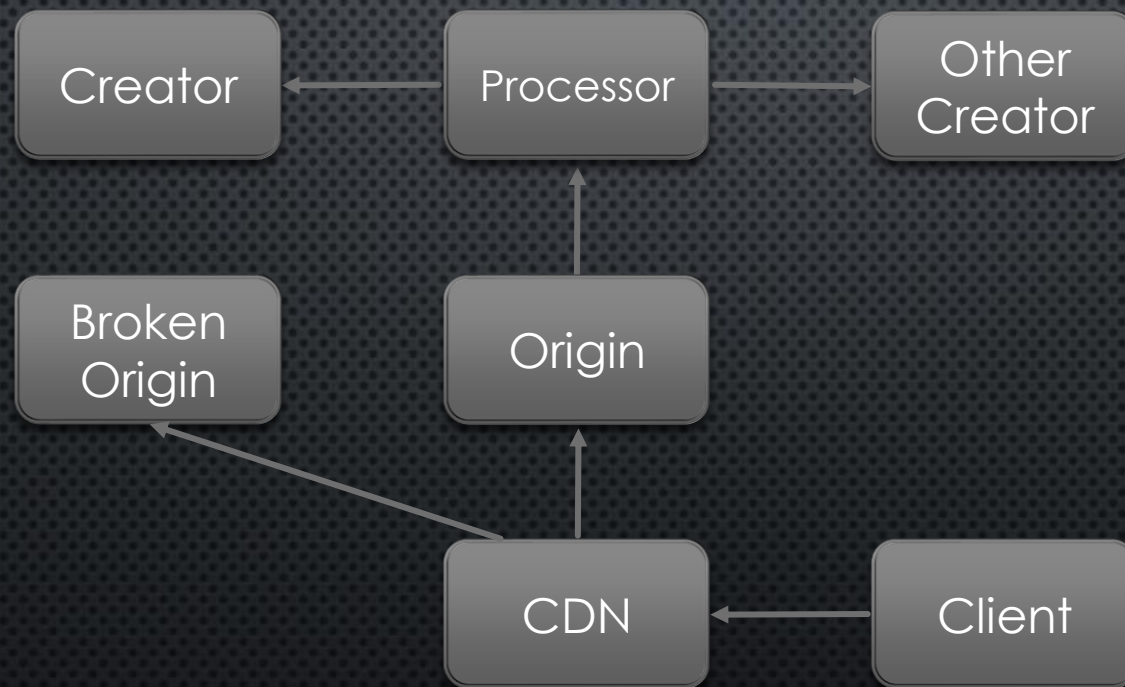 Creator
Processor
Other
Creator
Broken
Origin
Origin
CDN
Client